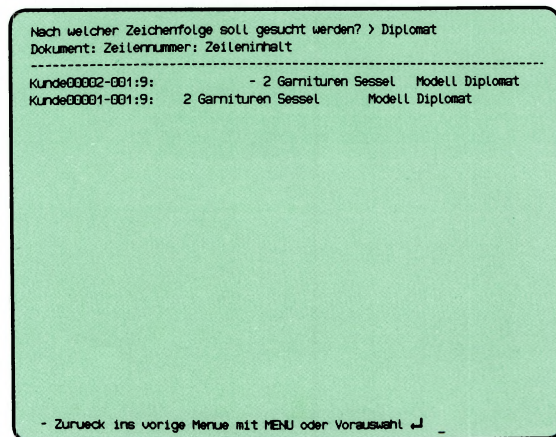 Nach welcher Zeichenfolge soll gesucht werden? > Diplomat
Dokument: Zeilennummer: Zeileninhalt
--------------------------------------------------------------------------------
Kunde00002-001:9: - 2 Garnituren Sessel Modell Diplomat
Kunde00001-001:9: 2 Garnituren Sessel Modell Diplomat
- Zurueck ins vorige Menue mit MENU oder Vorauswahl ↵ _